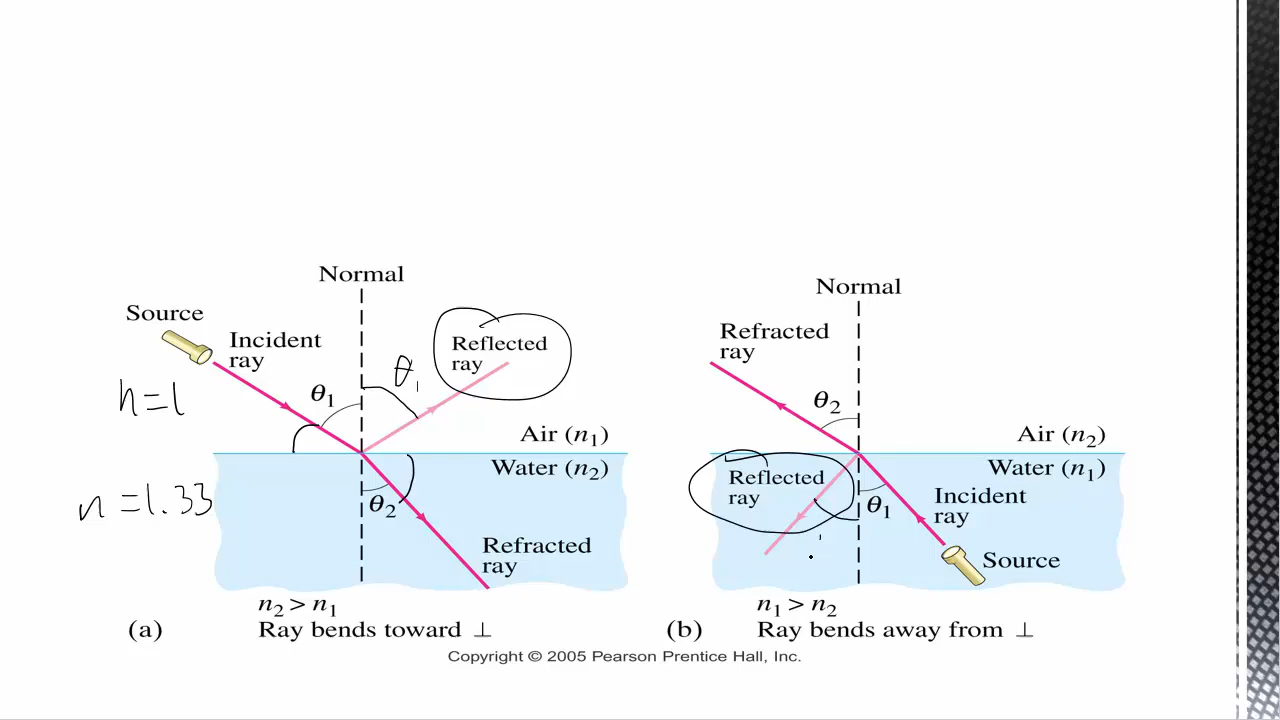 Normal
Source
Incident
ray
θ1
θ1
Reflected
ray
n=1
Air (n1)
Water (n2)
n=1.33
θ2
Refracted
ray
n2 > n1
(a) Ray bends toward ⊥
Normal
Refracted
ray
θ2
Air (n2)
Water (n1)
Reflected
ray
θ1
Incident
ray
Source
n1 > n2
(b) Ray bends away from ⊥
Copyright © 2005 Pearson Prentice Hall, Inc.